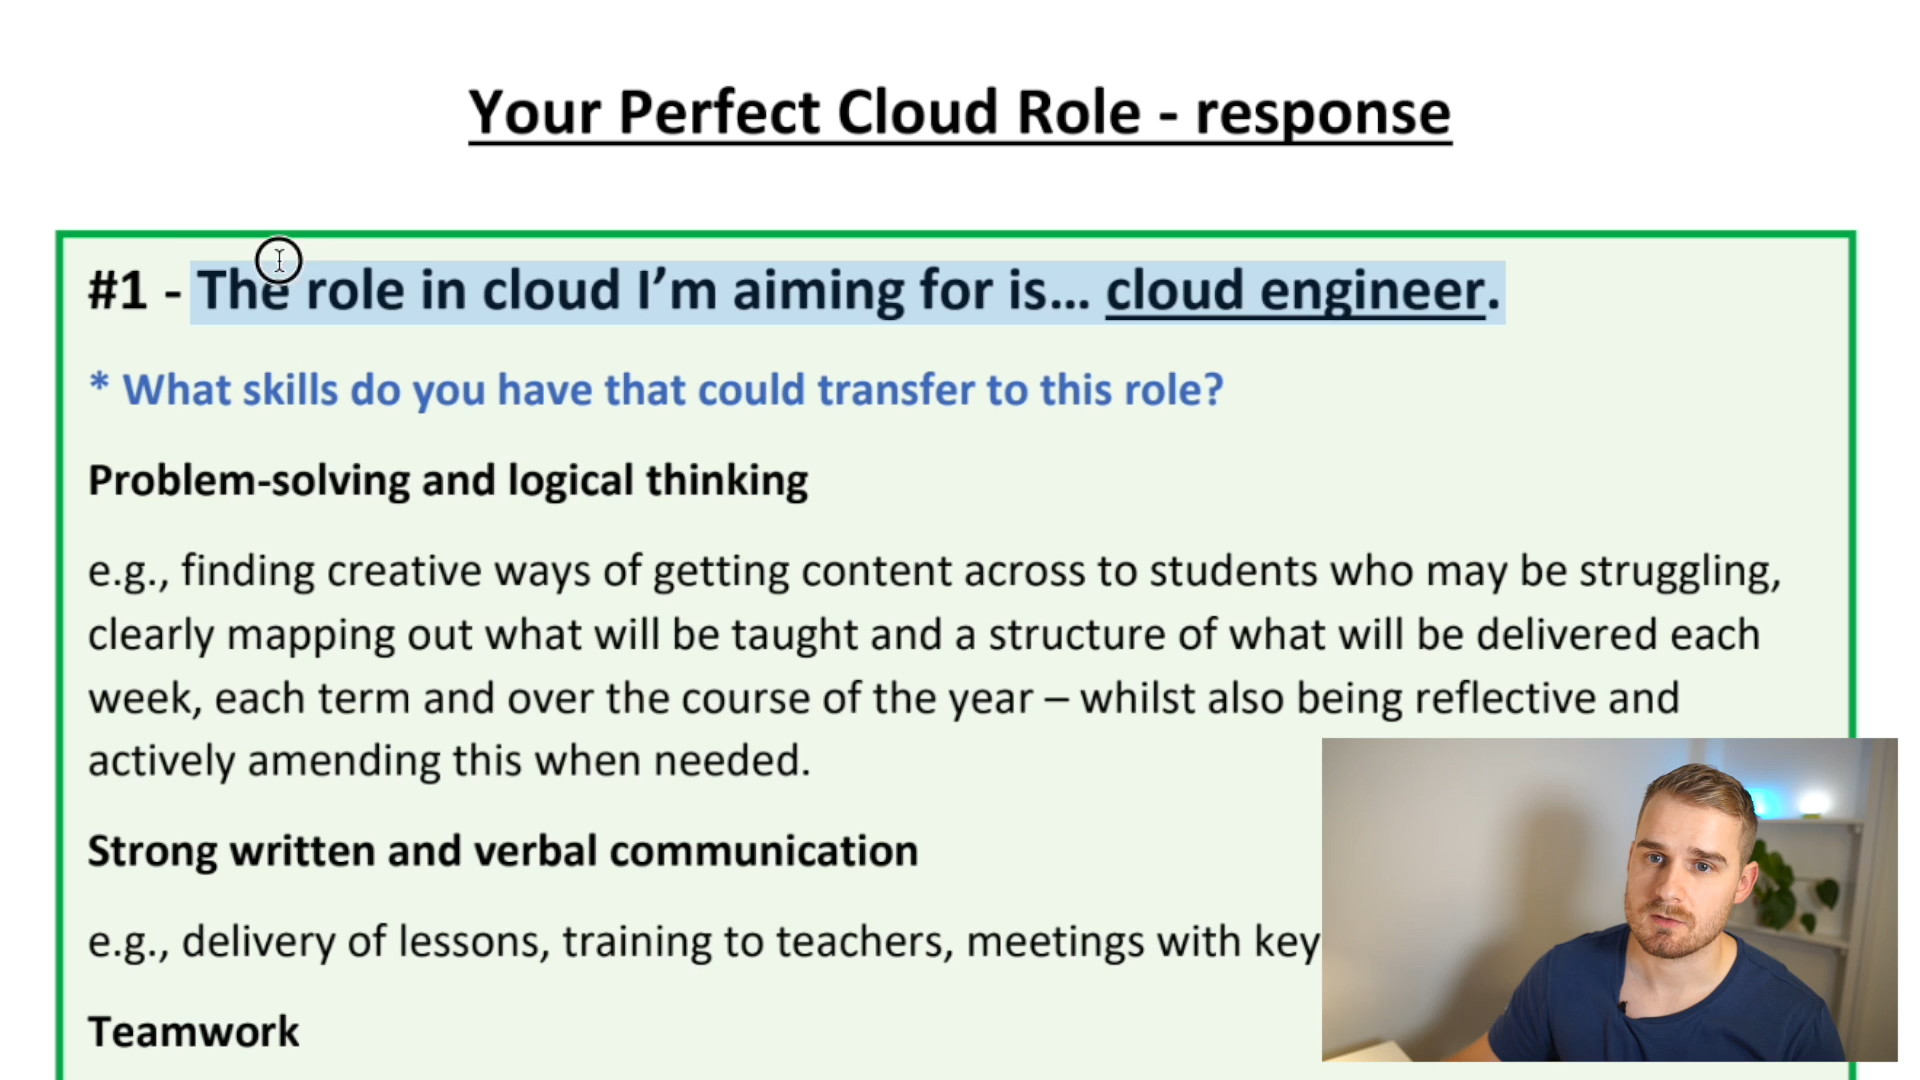 Your Perfect Cloud Role - response
#1 - The role in cloud I’m aiming for is... cloud engineer.
* What skills do you have that could transfer to this role?
Problem-solving and logical thinking
e.g., finding creative ways of getting content across to students who may be struggling,
clearly mapping out what will be taught and a structure of what will be delivered each
week, each term and over the course of the year – whilst also being reflective and
actively amending this when needed.
Strong written and verbal communication
e.g., delivery of lessons, training to teachers, meetings with key
Teamwork